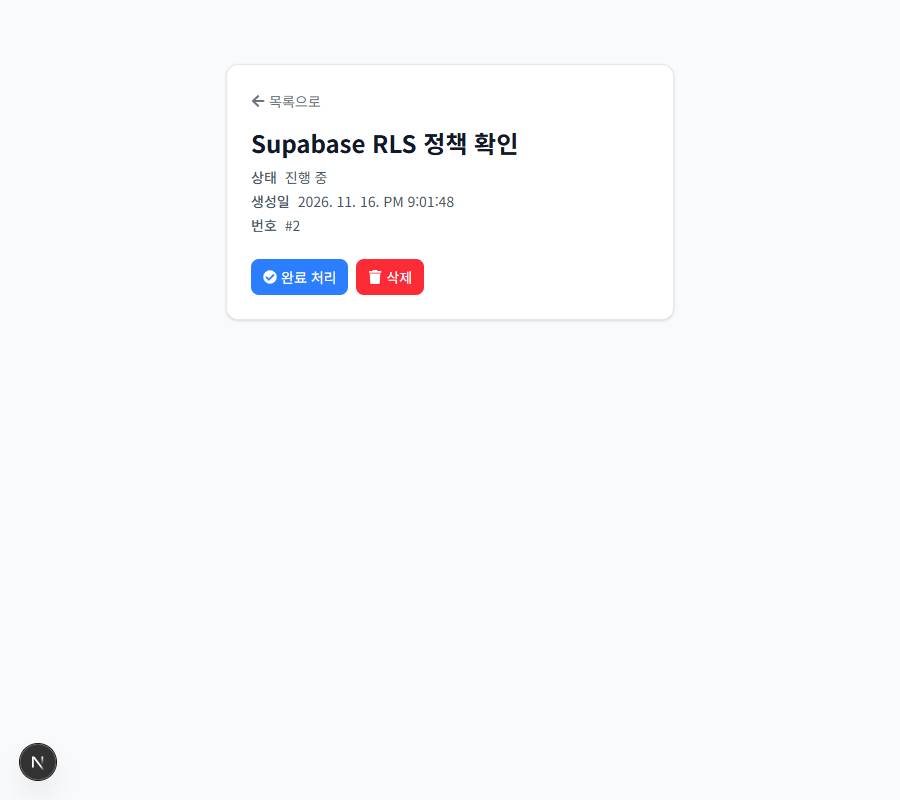 목록으로
Supabase RLS 정책 확인
상태 진행 중
생성일 2026. 11. 16. PM 9:01:48
번호 #2
완료 처리 삭제
N